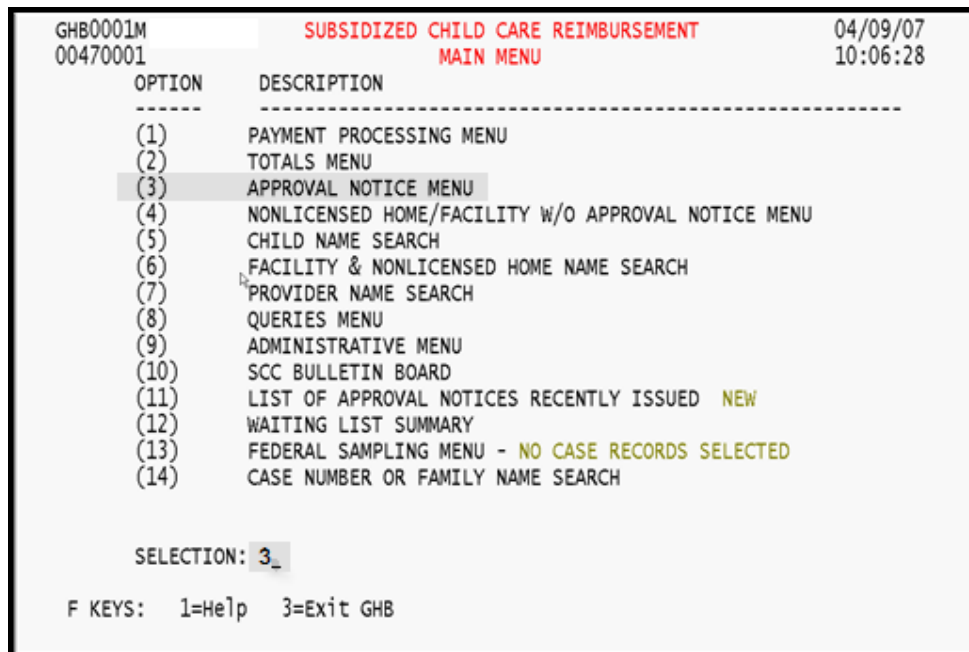 GHB0001M SUBSIDIZED CHILD CARE REIMBURSEMENT 04/09/07
00470001 MAIN MENU 10:06:28
OPTION DESCRIPTION
------ ---------------------------------------------------------
(1) PAYMENT PROCESSING MENU
(2) TOTALS MENU
(3) APPROVAL NOTICE MENU
(4) NONLICENSED HOME/FACILITY W/O APPROVAL NOTICE MENU
(5) CHILD NAME SEARCH
(6) FACILITY & NONLICENSED HOME NAME SEARCH
(7) PROVIDER NAME SEARCH
(8) QUERIES MENU
(9) ADMINISTRATIVE MENU
(10) SCC BULLETIN BOARD
(11) LIST OF APPROVAL NOTICES RECENTLY ISSUED NEW
(12) WAITING LIST SUMMARY
(13) FEDERAL SAMPLING MENU - NO CASE RECORDS SELECTED
(14) CASE NUMBER OR FAMILY NAME SEARCH
SELECTION: 3_
F KEYS: 1=Help 3=Exit GHB